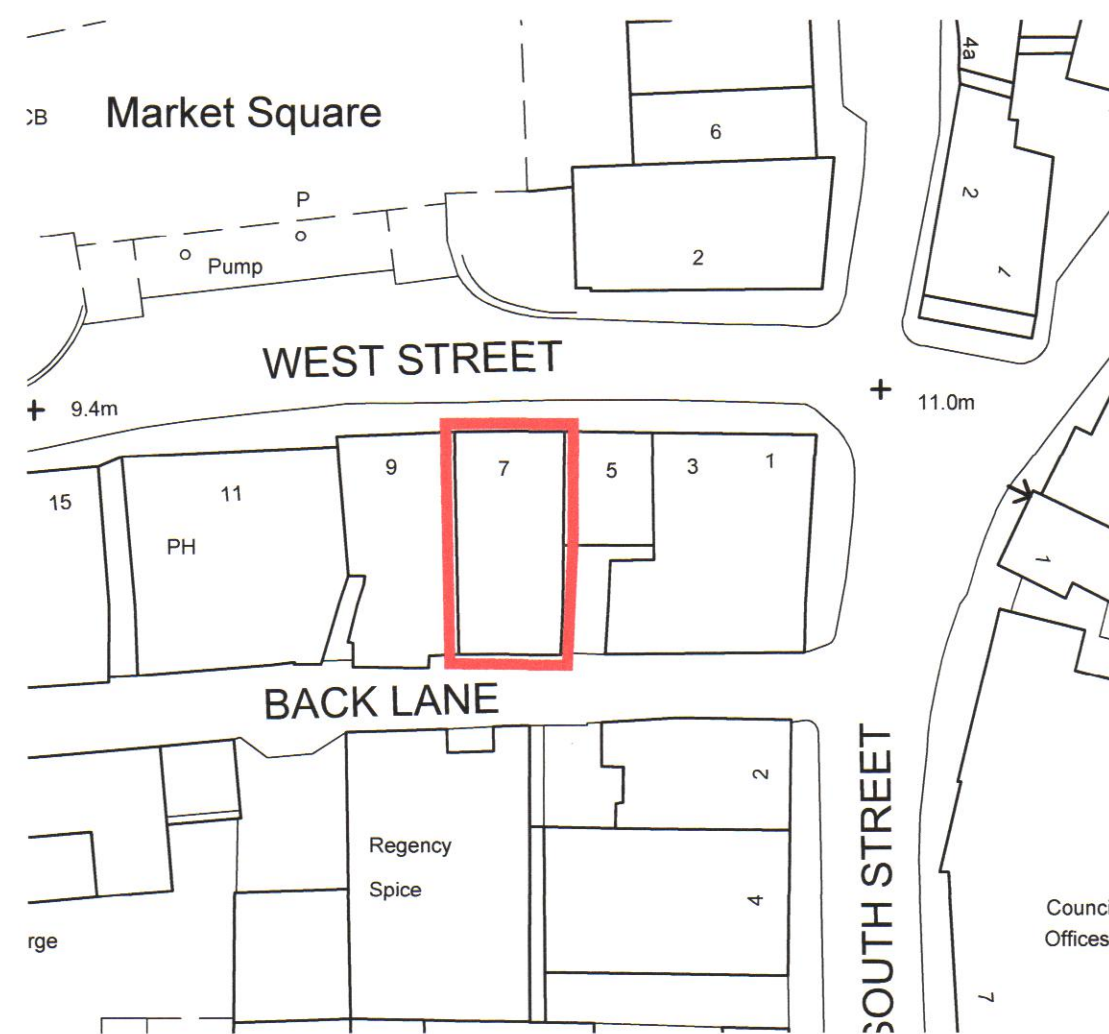 4a
CB
Market Square
6
P
2
Pump
2
1
WEST STREET
9.4m
11.0m
15
11
9
7
5
3
1
PH
1
BACK LANE
2
SOUTH STREET
Regency
Spice
4
Counci
Offices
rge
7